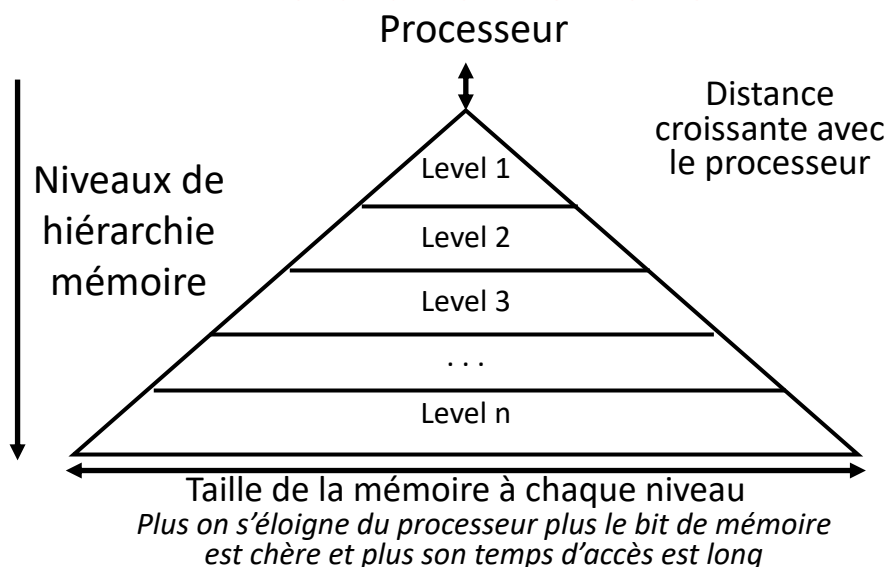 Processeur
Distance
croissante avec
le processeur
Niveaux de
hiérarchie
mémoire
Level 1
Level 2
Level 3
. . .
Level n
Taille de la mémoire à chaque niveau
Plus on s’éloigne du processeur plus le bit de mémoire
est chère et plus son temps d’accès est long